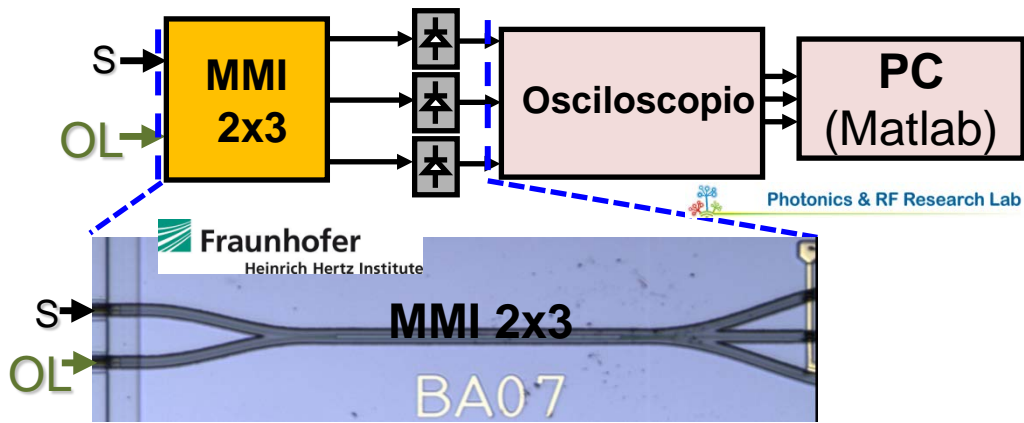 S
OL
MMI
2x3
Osciloscopio
PC
(Matlab)
Photonics & RF Research Lab
Fraunhofer
Heinrich Hertz Institute
S
OL
MMI 2x3
BA07